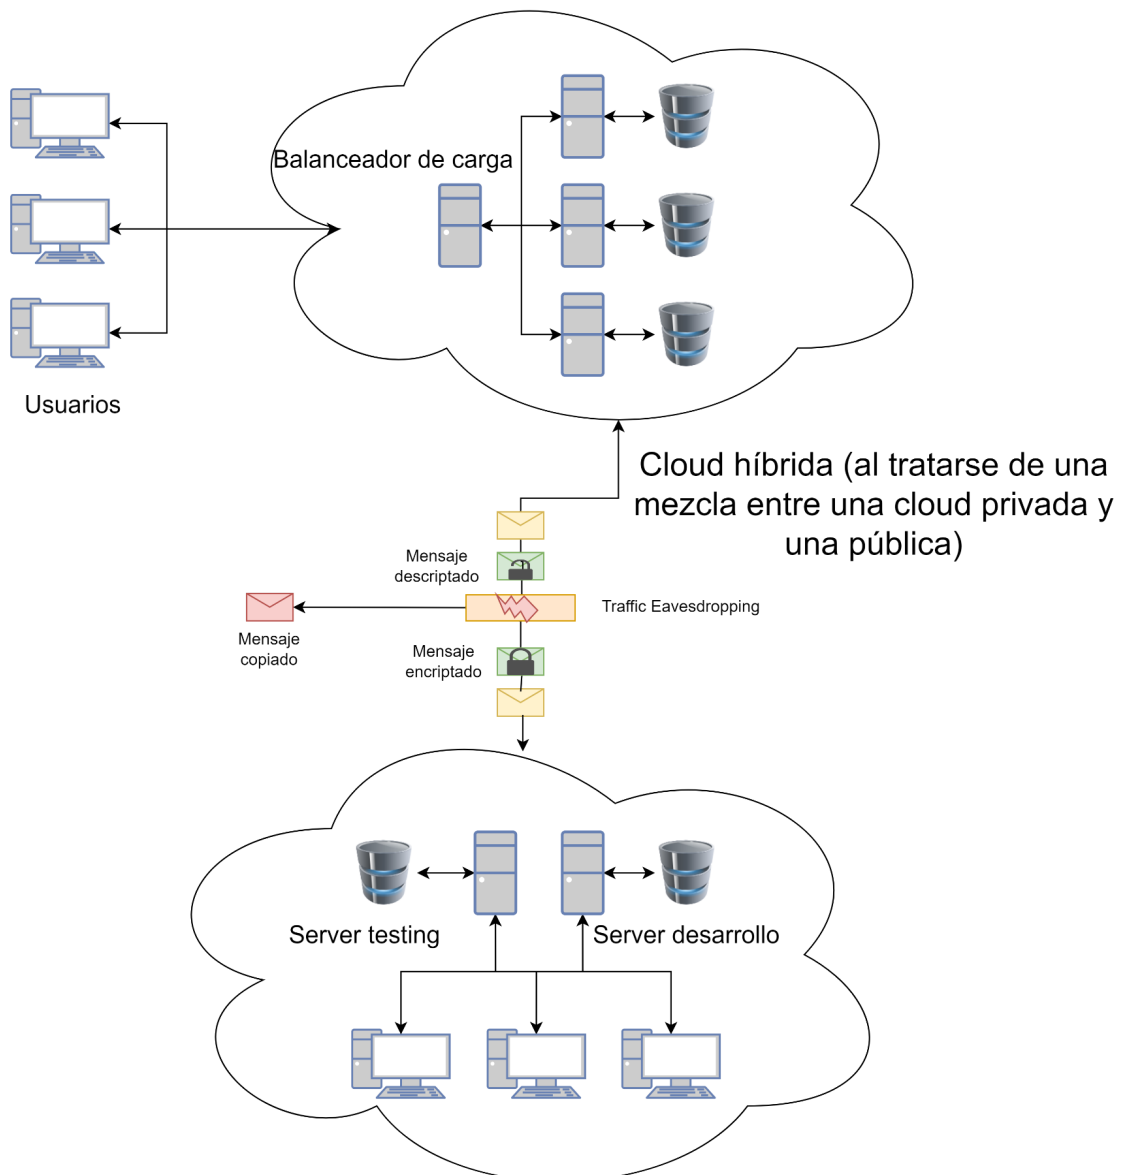 Balanceador de carga
Usuarios
Cloud híbrida (al tratarse de una
mezcla entre una cloud privada y
una pública)
Mensaje
descriptado
Traffic Eavesdropping
Mensaje
copiado
Mensaje
encriptado
Server testing
Server desarrollo